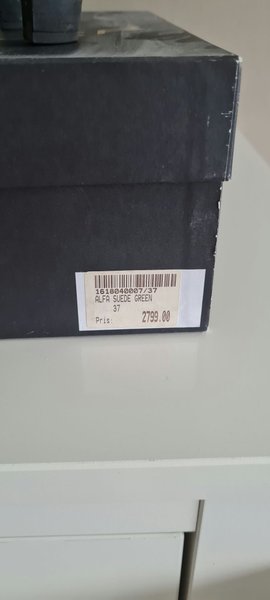 1618040007/37
ALFA SUEDE GREEN
37
Pris: 2799.00